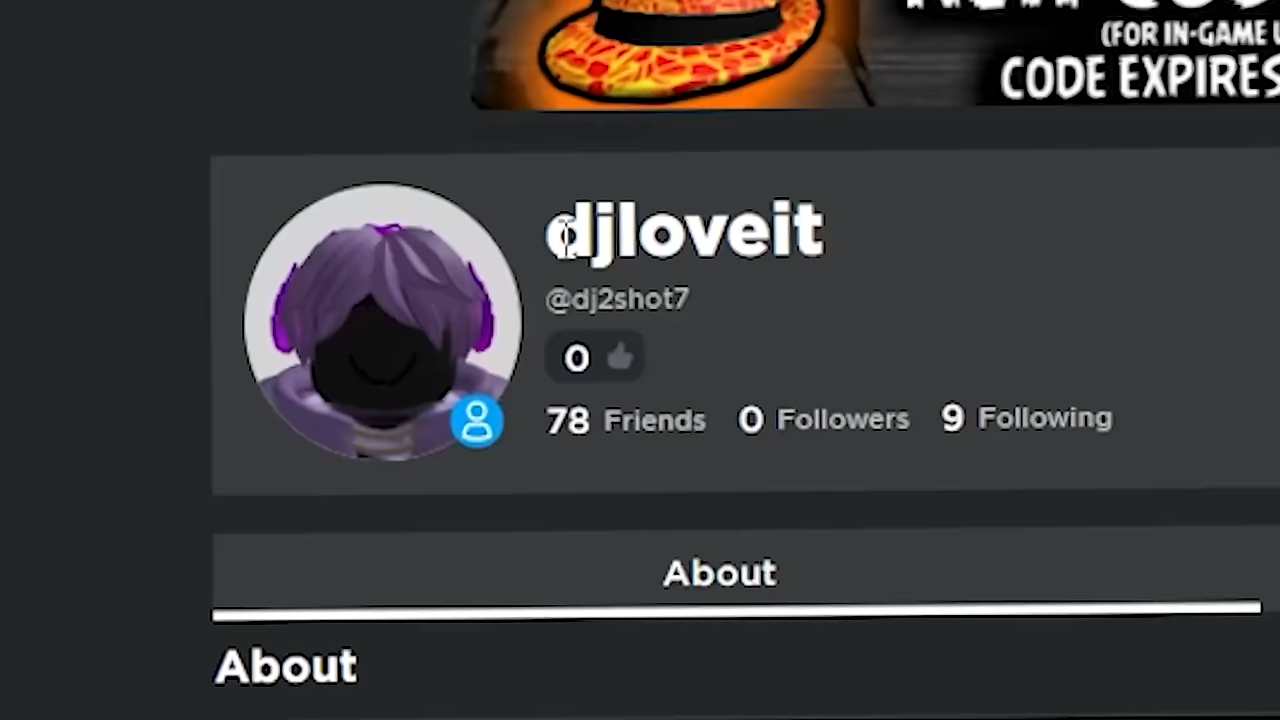 (FOR IN-GAME
CODE EXPIRES
djloveit
@dj2shot7
0
78 Friends 0 Followers 9 Following
About
About